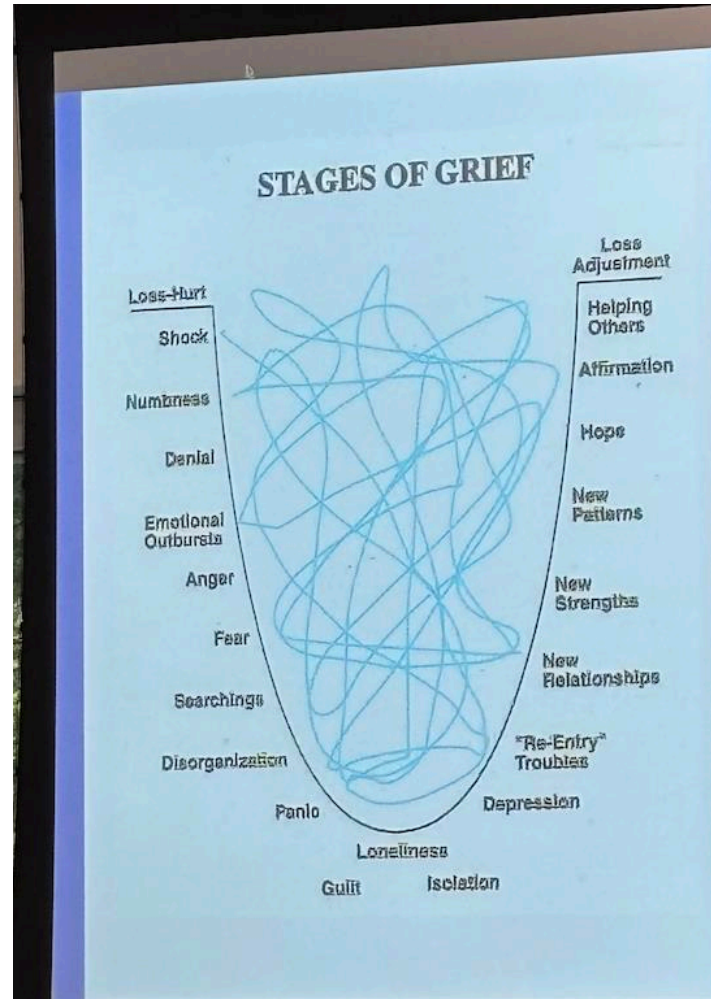 STAGES OF GRIEF
Loss-Hurt
Shock
Numbness
Denial
Emotional
Outbursts
Anger
Fear
Searchings
Disorganization
Panic
Guilt
Loneliness
Isolation
Depression
"Re-Entry"
Troubles
New
Relationships
New
Strengths
New
Patterns
Hope
Affirmation
Helping
Others
Loss
Adjustment